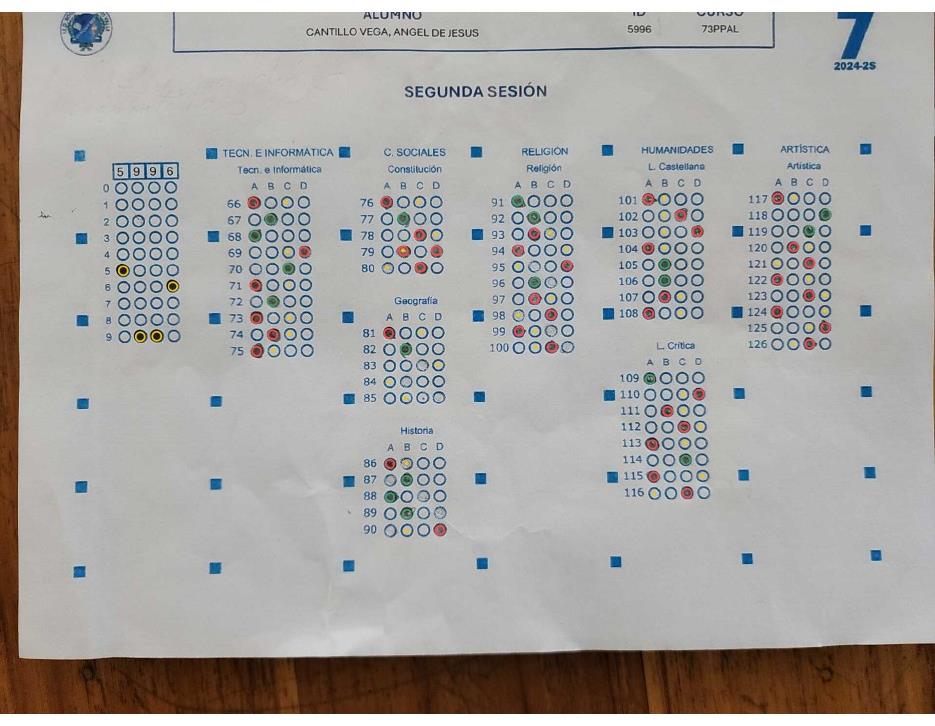 ALUMNO
ID
CURSO
CANTILLO VEGA, ANGEL DE JESUS
5996
73PPAL
7
2024-2S
SEGUNDA SESIÓN
5 9 9 6
0
1
2
3
4
5
6
7
8
9
TECN. E INFORMÁTICA
Tecn. e Informática
A B C D
66
67
68
69
70
71
72
73
74
75
C. SOCIALES
Constitución
A B C D
76
77
78
79
80
Geografía
A B C D
81
82
83
84
85
Historia
A B C D
86
87
88
89
90
RELIGIÓN
Religión
A B C D
91
92
93
94
95
96
97
98
99
100
HUMANIDADES
L. Castellana
A B C D
101
102
103
104
105
106
107
108
L. Crítica
A B C D
109
110
111
112
113
114
115
116
ARTÍSTICA
Artística
A B C D
117
118
119
120
121
122
123
124
125
126